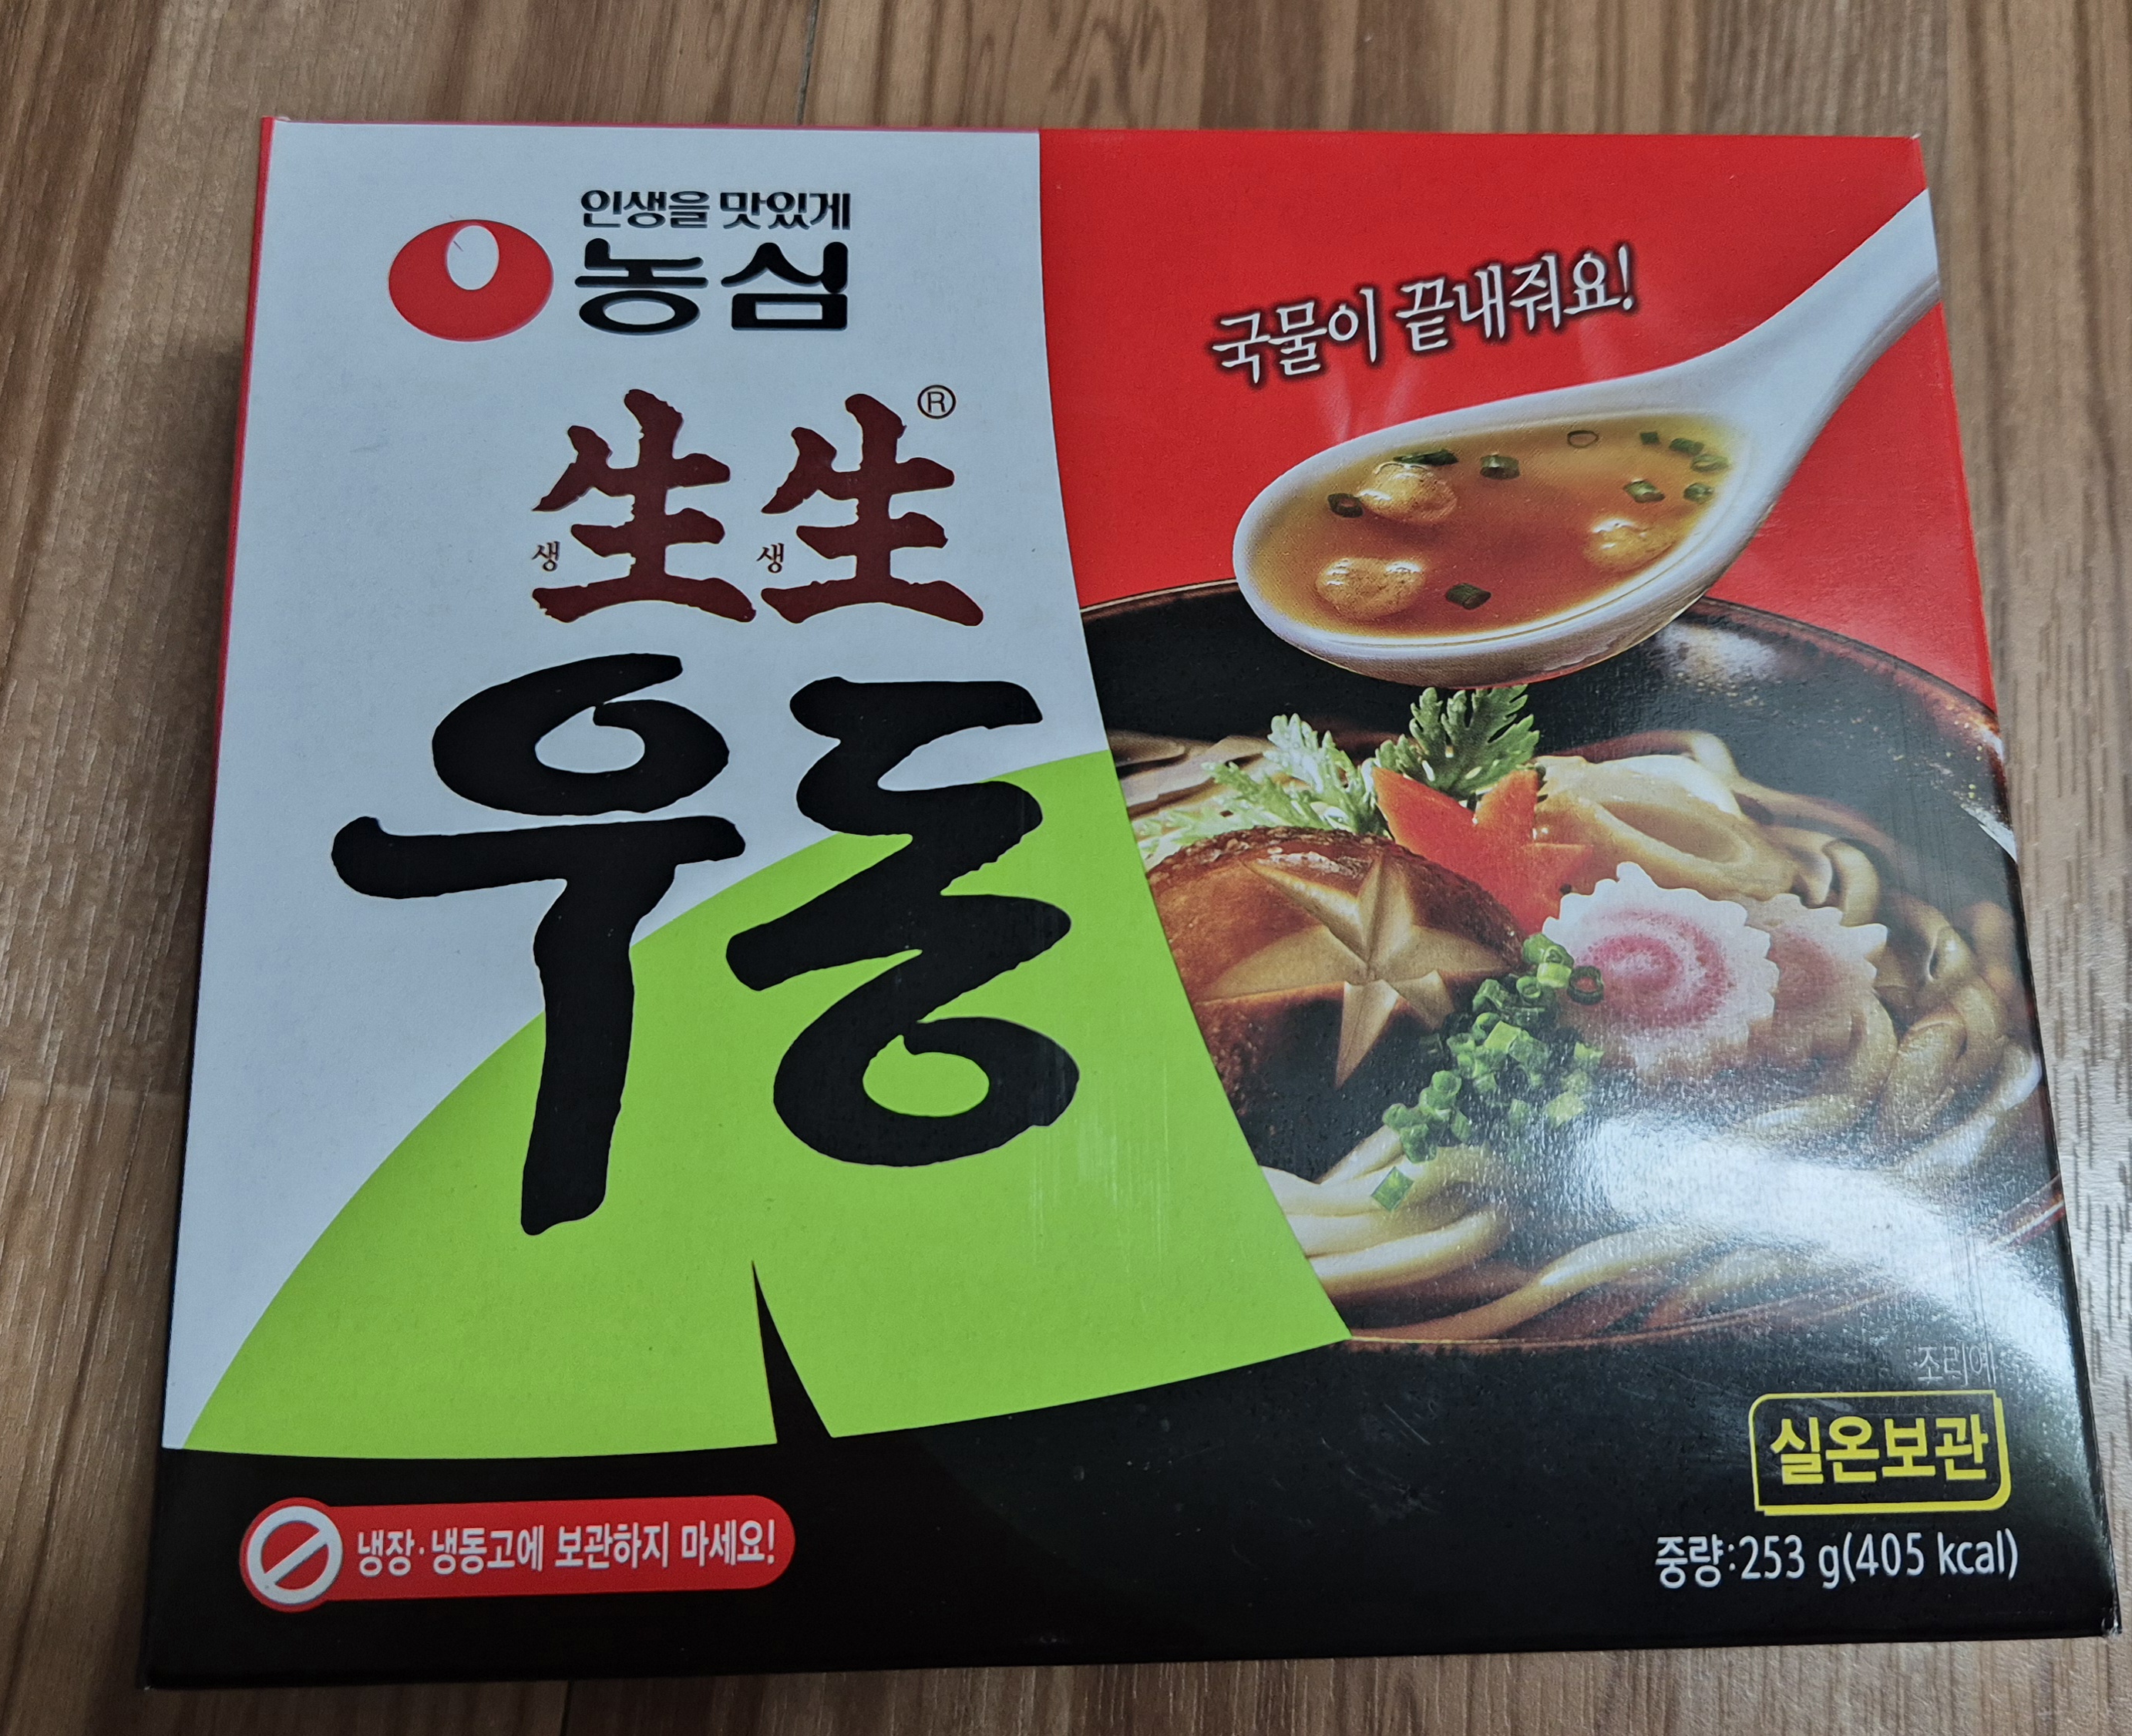 인생을 맛있게
농심
生生®
생 생
우동
국물이 끝내줘요!
조리예
실온보관
중량:253 g(405 kcal)
냉장·냉동고에 보관하지 마세요!